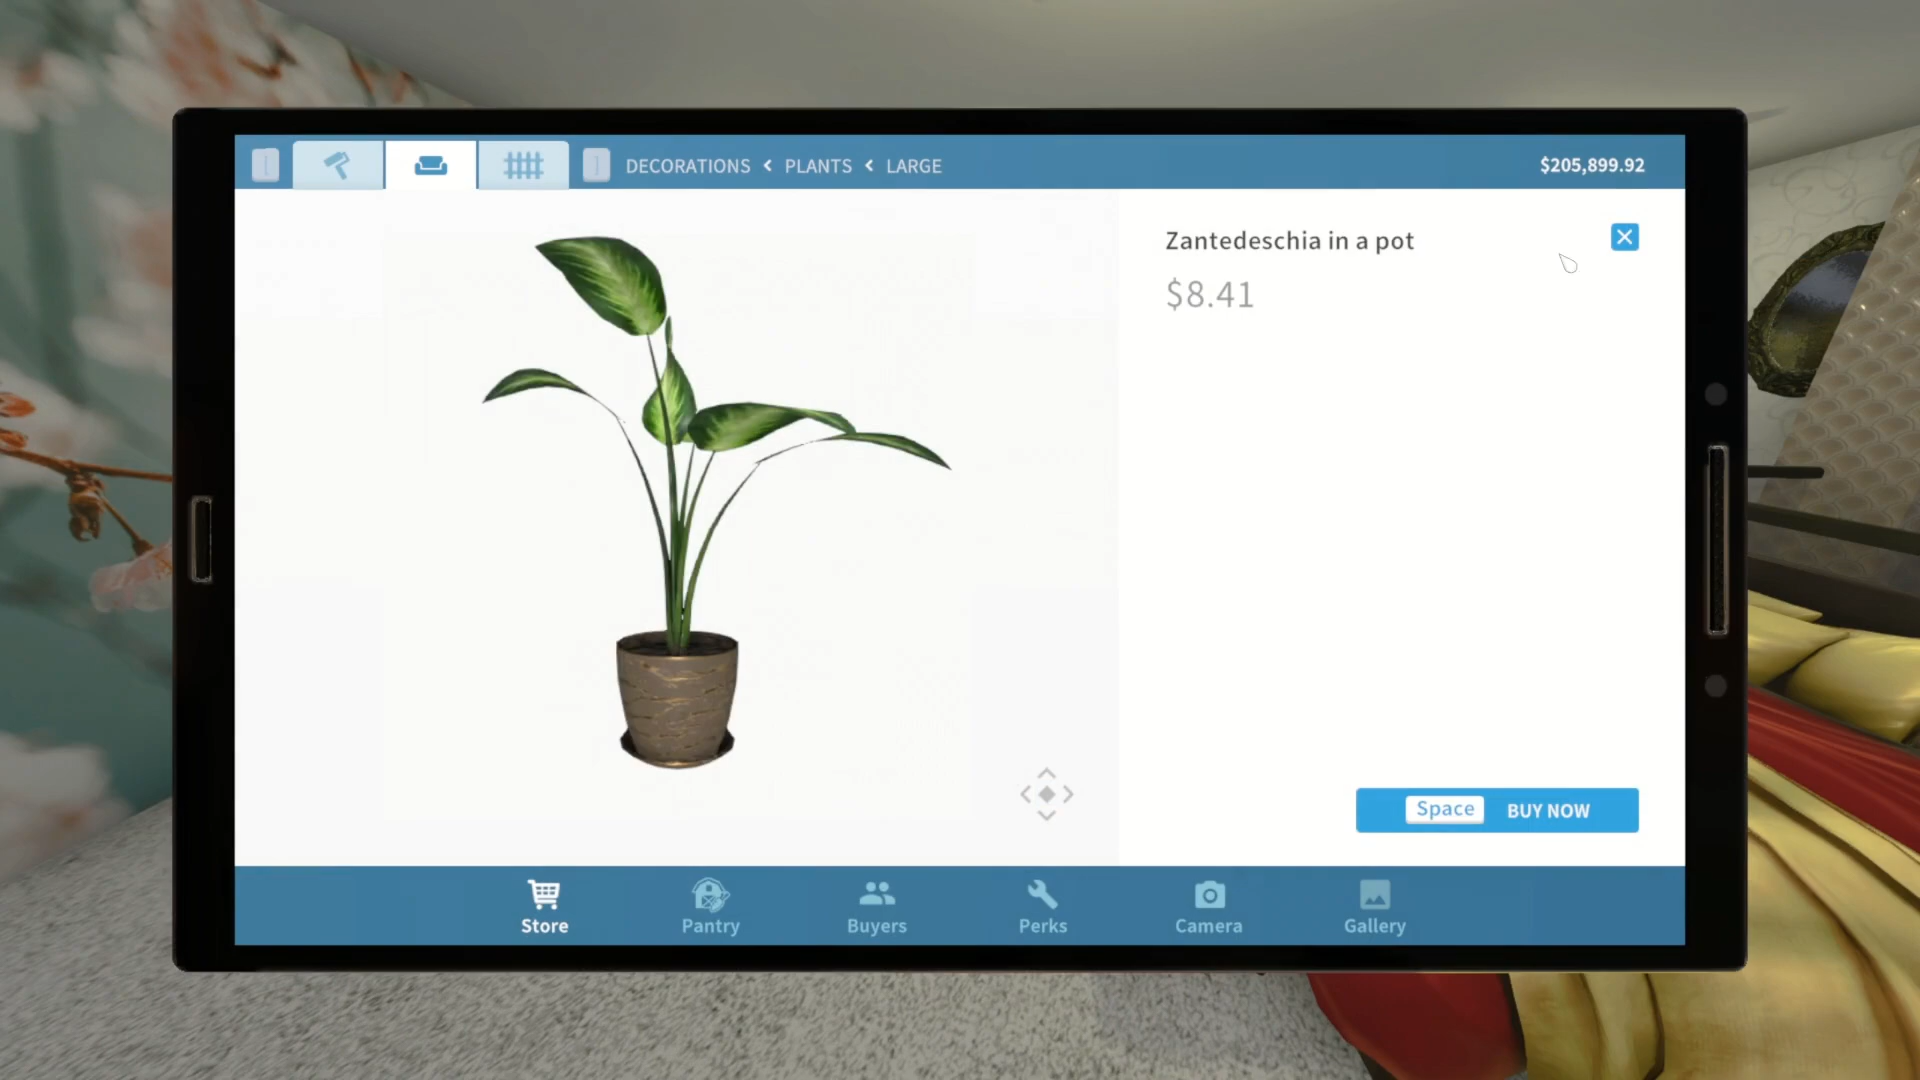 DECORATIONS < PLANTS < LARGE
$205,899.92
Zantedeschia in a pot
$8.41
Space BUY NOW
Store Pantry Buyers Perks Camera Gallery